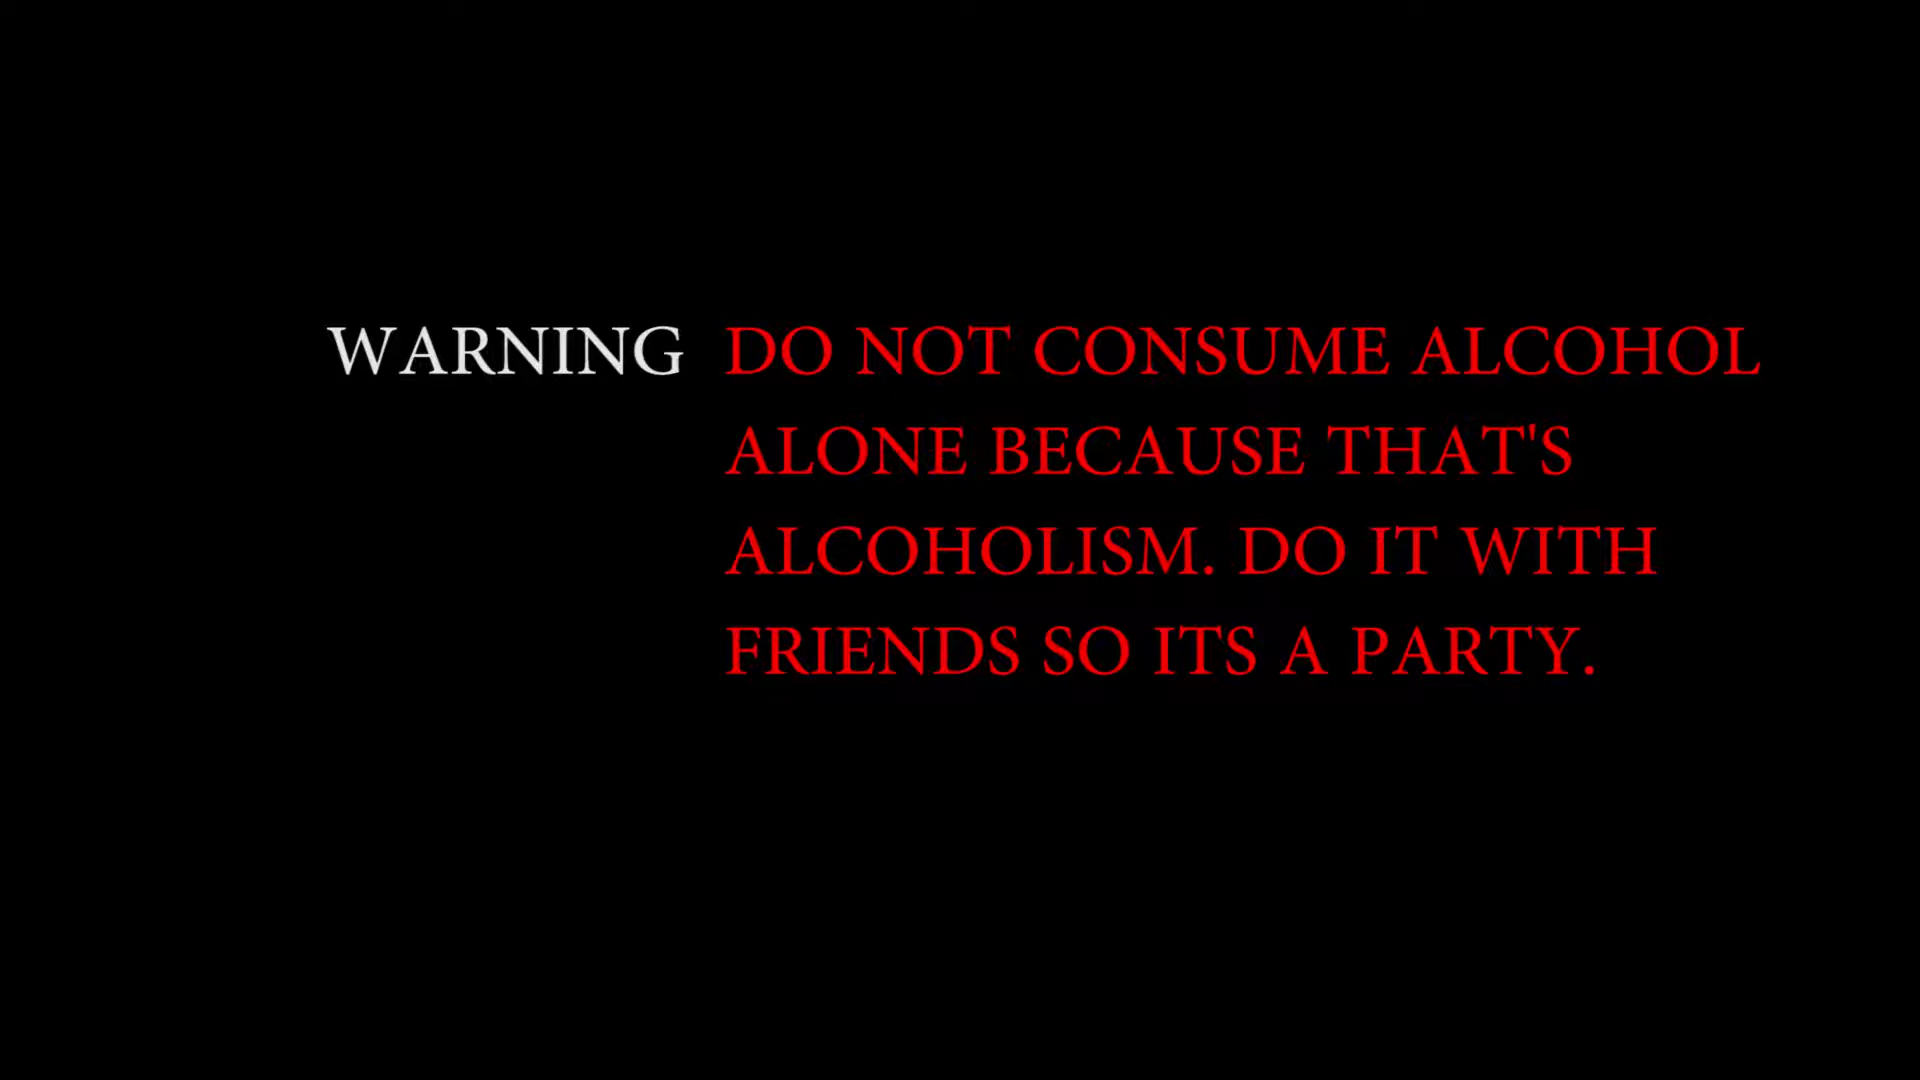 WARNING DO NOT CONSUME ALCOHOL
ALONE BECAUSE THAT'S
ALCOHOLISM. DO IT WITH
FRIENDS SO ITS A PARTY.